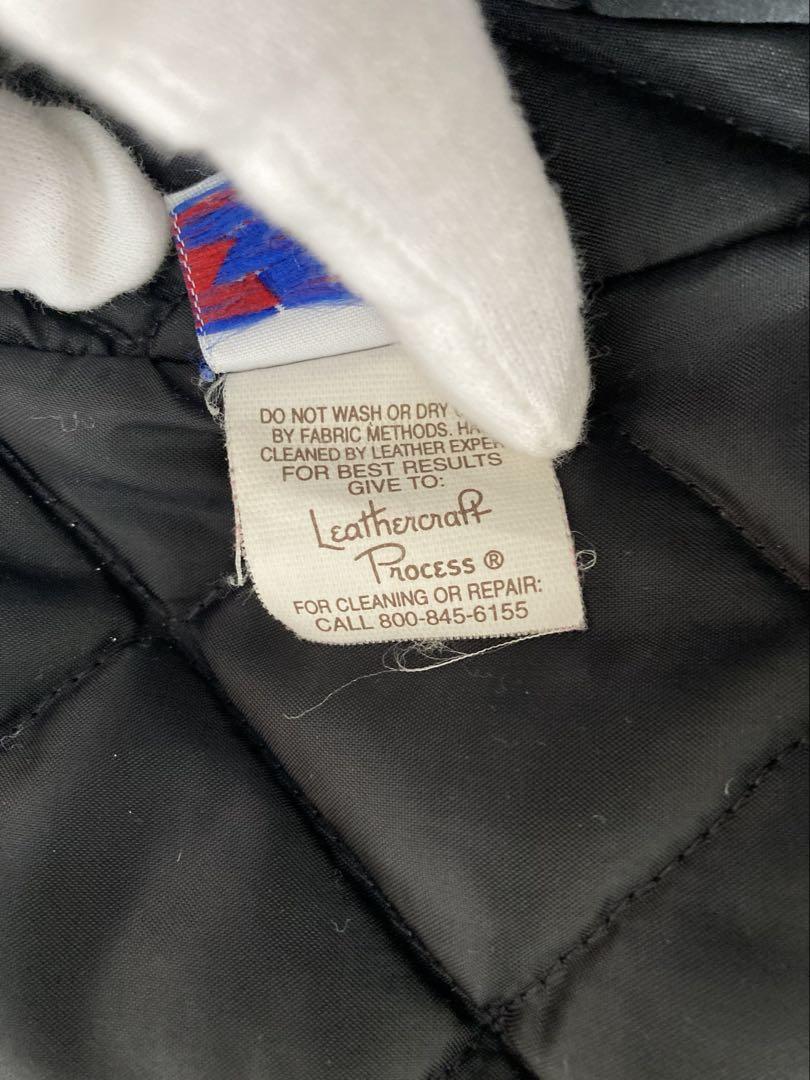 DO NOT WASH OR DRY
BY FABRIC METHODS.
CLEANED BY LEATHER
FOR BEST RESULTS
GIVE TO:
Leathercraft
Process ®
FOR CLEANING OR REPAIR:
CALL 800-845-6155